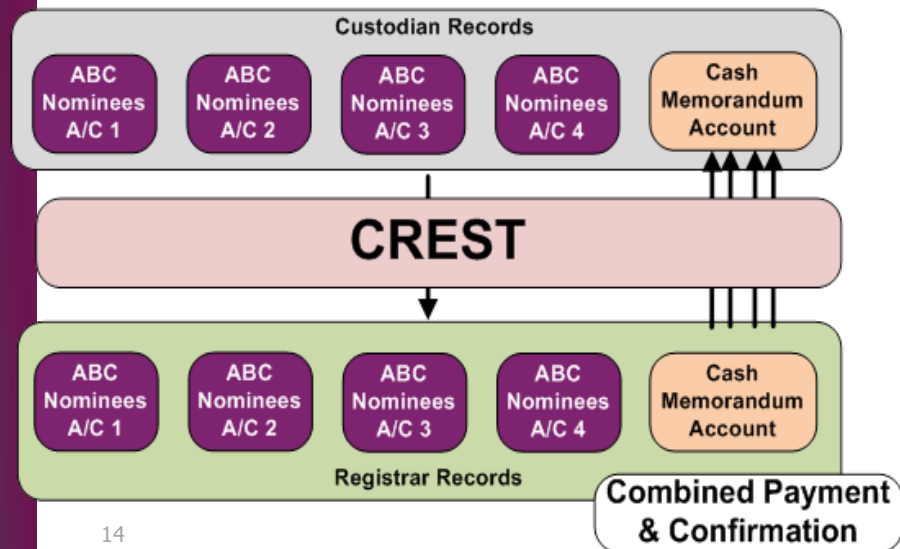 Custodian Records
ABC
Nominees
A/C 1
ABC
Nominees
A/C 2
ABC
Nominees
A/C 3
ABC
Nominees
A/C 4
Cash
Memorandum
Account
CREST
ABC
Nominees
A/C 1
ABC
Nominees
A/C 2
ABC
Nominees
A/C 3
ABC
Nominees
A/C 4
Cash
Memorandum
Account
Registrar Records
Combined Payment
& Confirmation
14